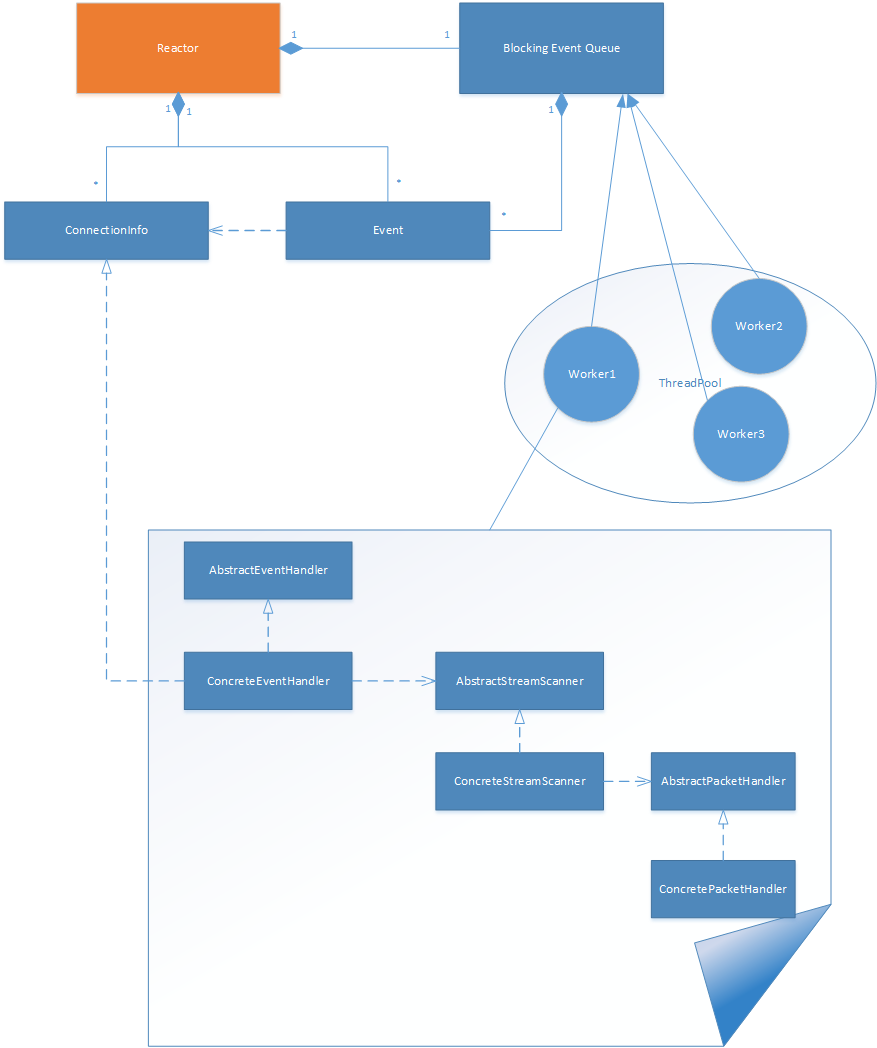 Reactor
1
1
Blocking Event Queue
1
1
1
*
*
*
ConnectionInfo
Event
Worker2
Worker1
ThreadPool
Worker3
AbstractEventHandler
ConcreteEventHandler
AbstractStreamScanner
ConcreteStreamScanner
AbstractPacketHandler
ConcretePacketHandler